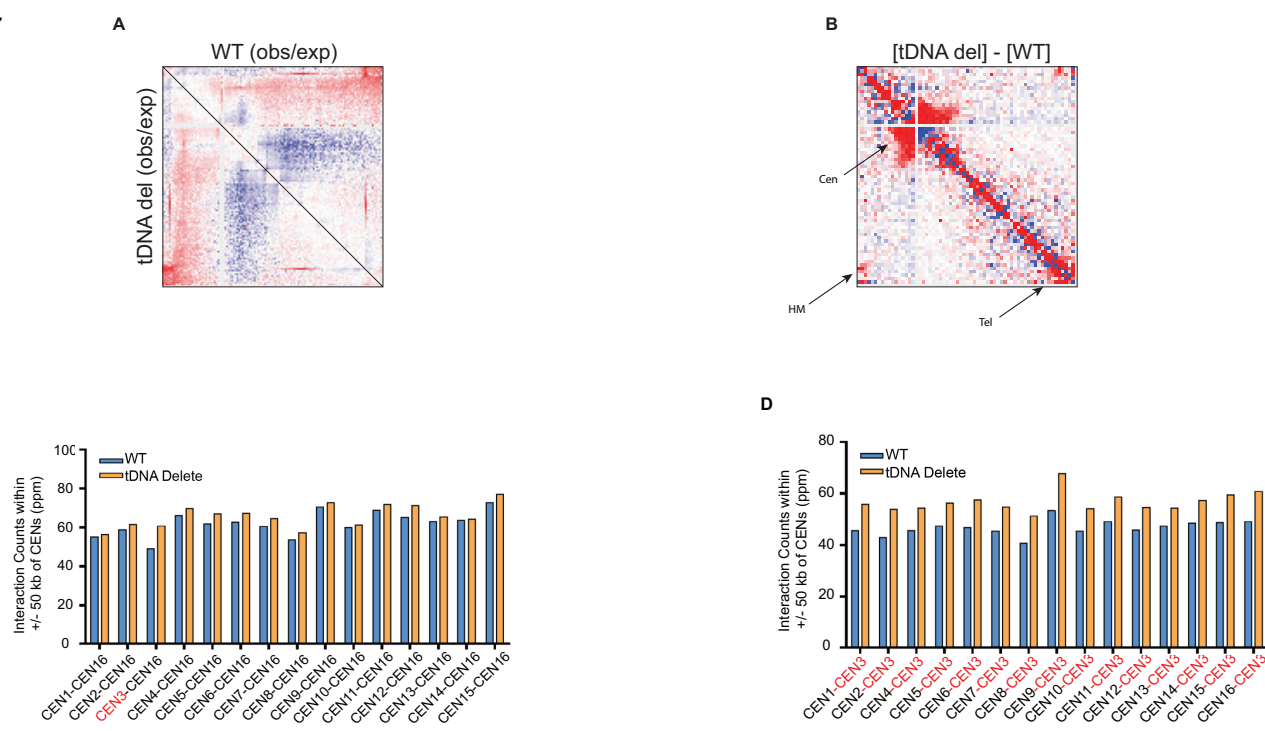 A
WT (obs/exp)
tDNA del (obs/exp)
B
[tDNA del] - [WT]
Cen
HM
Tel
Interaction Counts within
+/- 50 kb of CENs (ppm)
100
80
60
40
20
0
WT
tDNA Delete
CEN1-CEN16
CEN2-CEN16
CEN3-CEN16
CEN4-CEN16
CEN5-CEN16
CEN6-CEN16
CEN7-CEN16
CEN8-CEN16
CEN9-CEN16
CEN10-CEN16
CEN11-CEN16
CEN12-CEN16
CEN13-CEN16
CEN14-CEN16
CEN15-CEN16
D
Interaction Counts within
+/- 50 kb of CENs (ppm)
80
60
40
20
0
WT
tDNA Delete
CEN1-CEN3
CEN2-CEN3
CEN4-CEN3
CEN5-CEN3
CEN6-CEN3
CEN7-CEN3
CEN8-CEN3
CEN9-CEN3
CEN10-CEN3
CEN11-CEN3
CEN12-CEN3
CEN13-CEN3
CEN14-CEN3
CEN15-CEN3
CEN16-CEN3